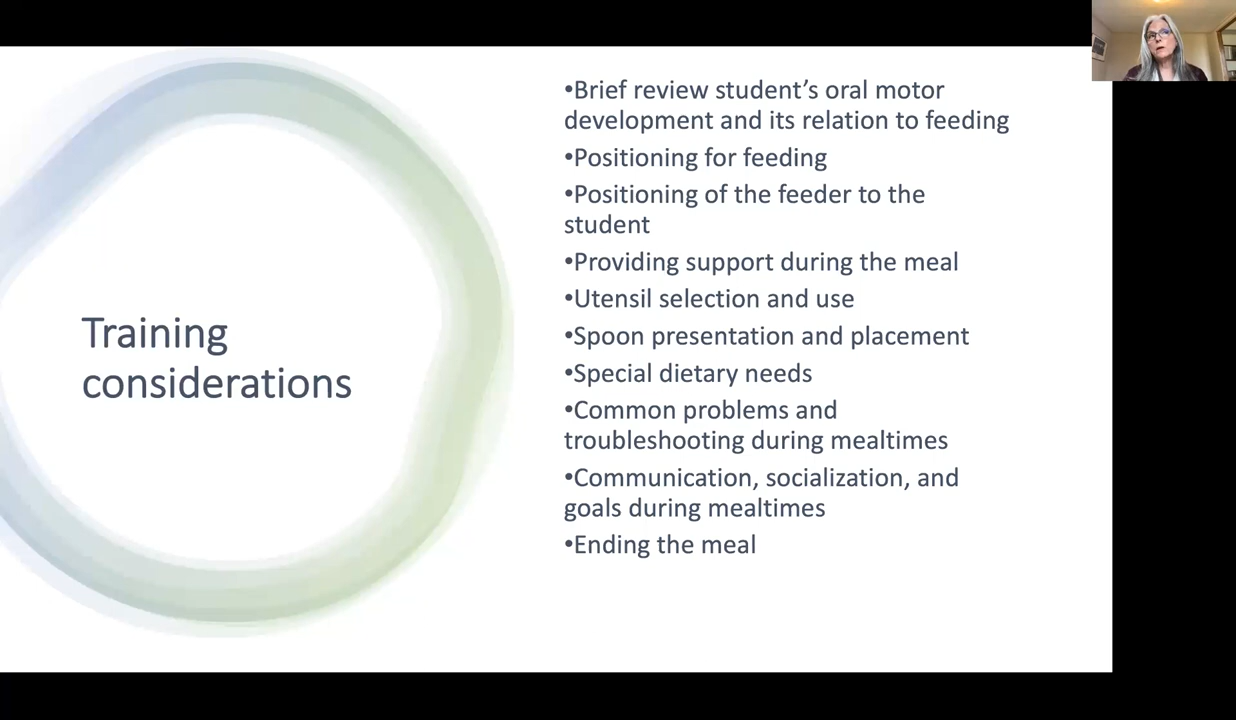 Training
considerations
•Brief review student’s oral motor
development and its relation to feeding
•Positioning for feeding
•Positioning of the feeder to the
student
•Providing support during the meal
•Utensil selection and use
•Spoon presentation and placement
•Special dietary needs
•Common problems and
troubleshooting during mealtimes
•Communication, socialization, and
goals during mealtimes
•Ending the meal